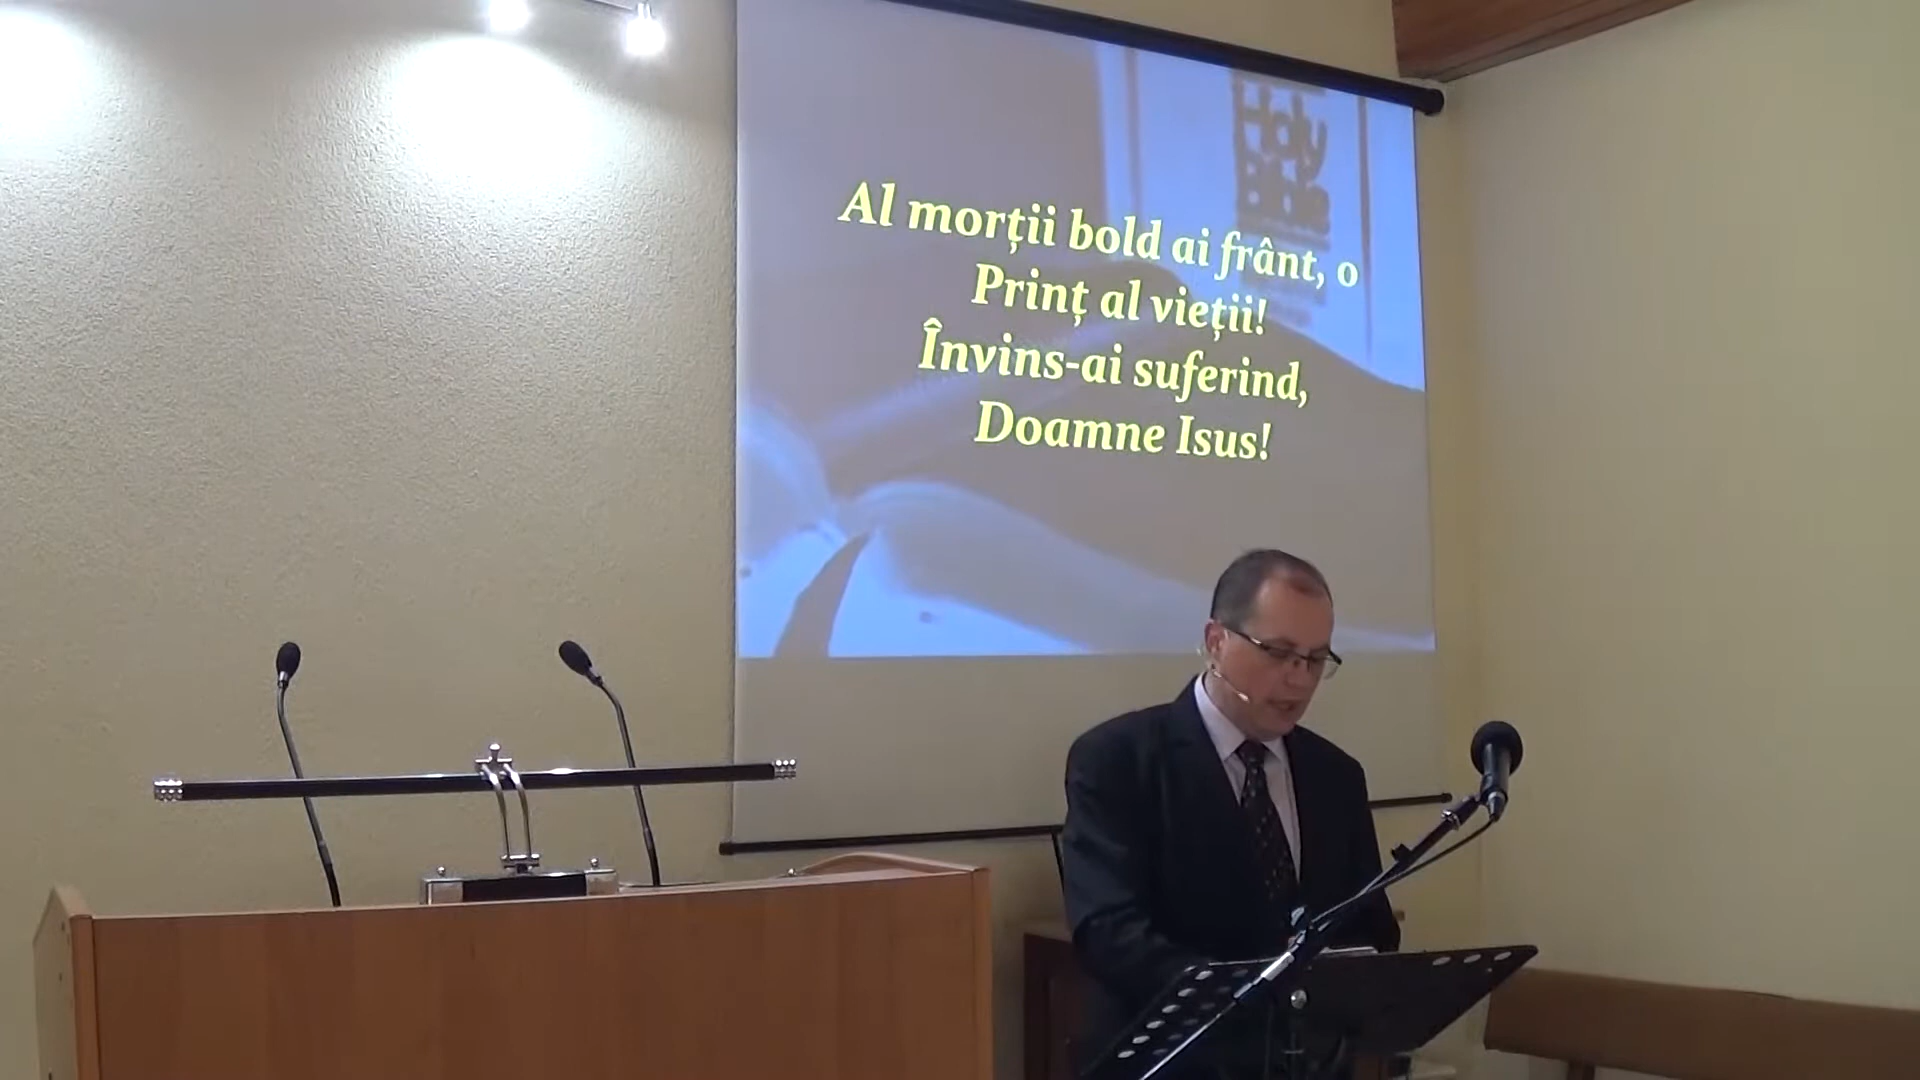 Holy
Bible
Al morții bold ai frânt, o
Prinț al vieții!
Învins-ai suferind,
Doamne Isus!